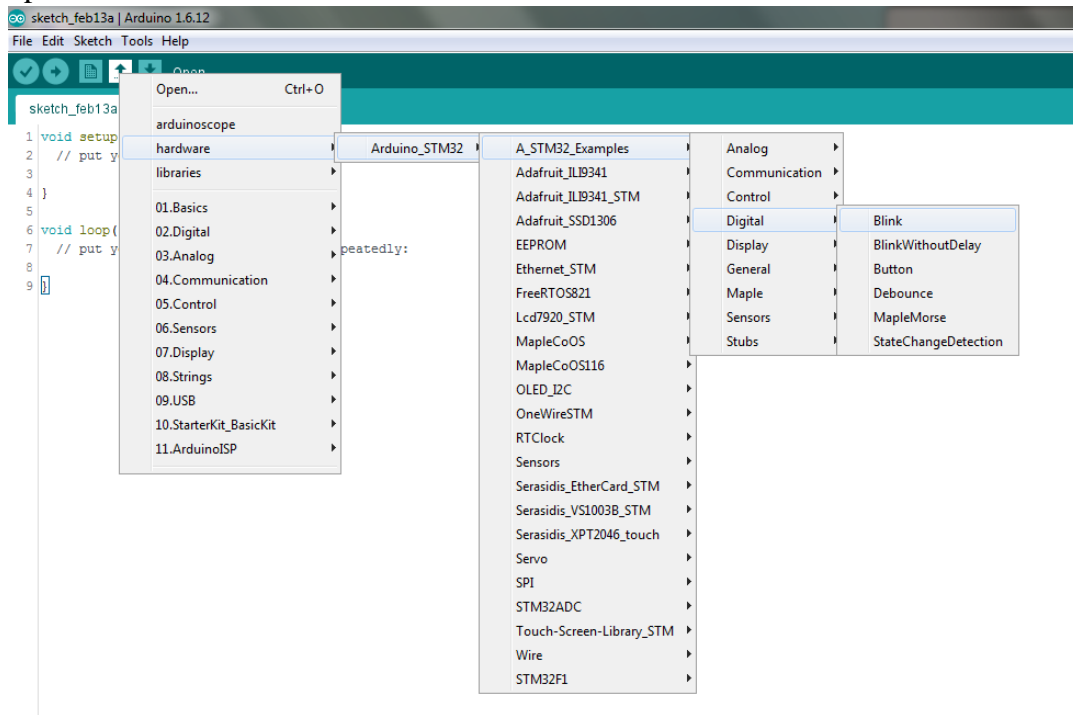 sketch_feb13a | Arduino 1.6.12
File Edit Sketch Tools Help
sketch_feb13a
1 void setup
2 // put y
3
4 }
5
6 void loop(
7 // put y peatedly:
8
9 }
Open... Ctrl+O
arduinoscope
hardware
libraries
01.Basics
02.Digital
03.Analog
04.Communication
05.Control
06.Sensors
07.Display
08.Strings
09.USB
10.StarterKit_BasicKit
11.ArduinoISP
Arduino_STM32
A_STM32_Examples
Adafruit_ILI9341
Adafruit_ILI9341_STM
Adafruit_SSD1306
EEPROM
Ethernet_STM
FreeRTOS821
Lcd7920_STM
MapleCoOS
MapleCoOS116
OLED_I2C
OneWireSTM
RTClock
Sensors
Serasidis_EtherCard_STM
Serasidis_VS1003B_STM
Serasidis_XPT2046_touch
Servo
SPI
STM32ADC
Touch-Screen-Library_STM
Wire
STM32F1
Analog
Communication
Control
Digital
Display
General
Maple
Sensors
Stubs
Blink
BlinkWithoutDelay
Button
Debounce
MapleMorse
StateChangeDetection